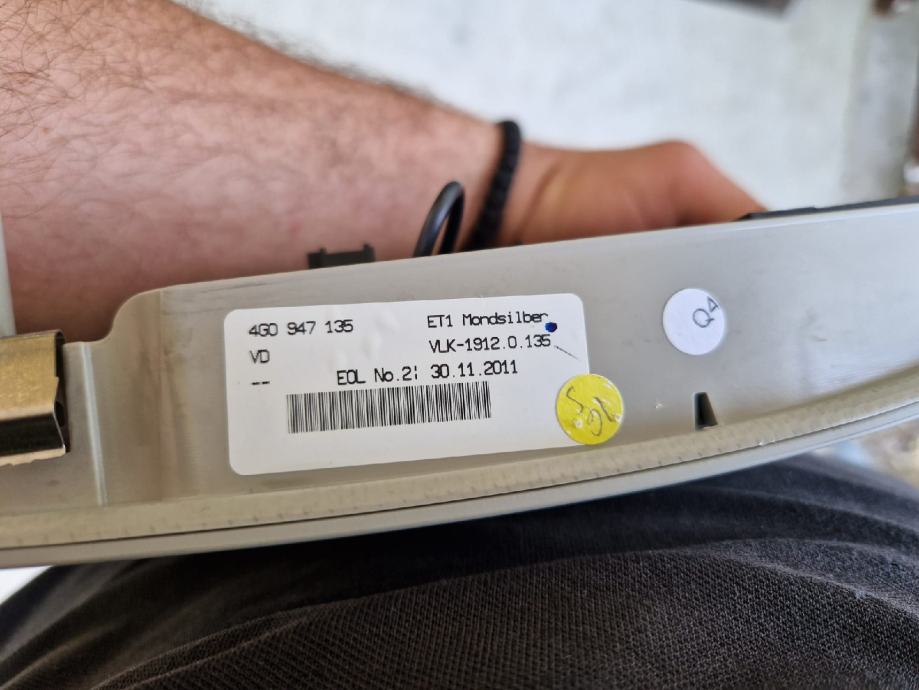 4G0 947 135
ET1 Mondsilber
VD
VLK-1912.0.135
--
EOL No.2: 30.11.2011
Q4